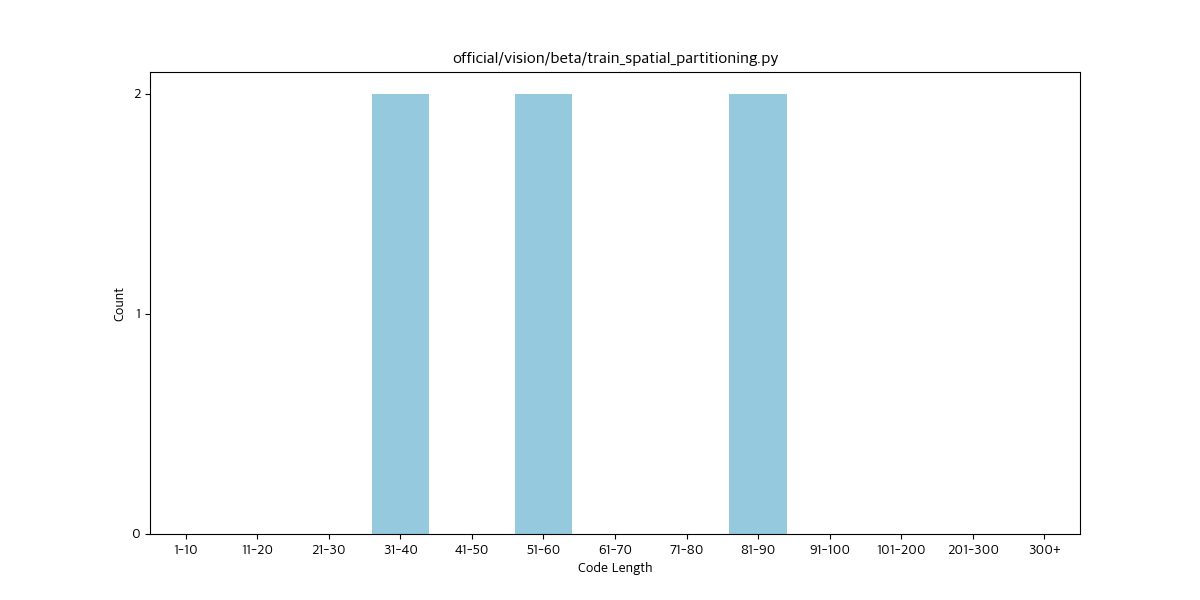 official/vision/beta/train_spatial_partitioning.py
2
1
0
Count
1-10 11-20 21-30 31-40 41-50 51-60 61-70 71-80 81-90 91-100 101-200 201-300 300+
Code Length